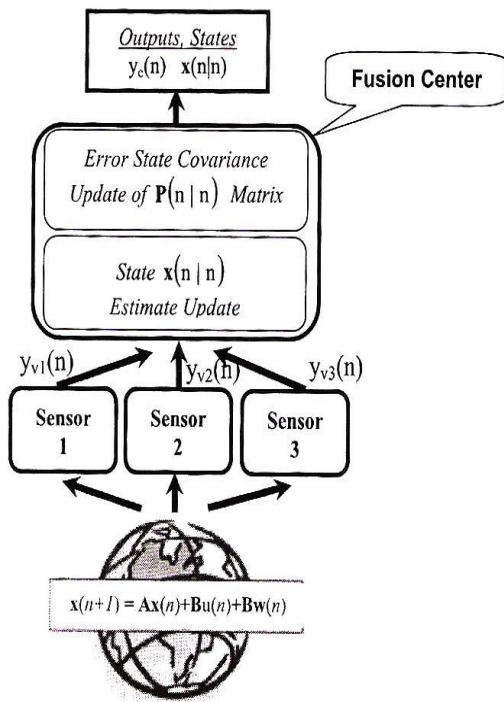 Outputs, States
y_e(n) x(n|n)
Fusion Center
Error State Covariance
Update of P(n | n) Matrix
State x(n | n)
Estimate Update
y_v1(n)
y_v2(n)
y_v3(n)
Sensor
1
Sensor
2
Sensor
3
x(n+1) = Ax(n)+Bu(n)+Bw(n)